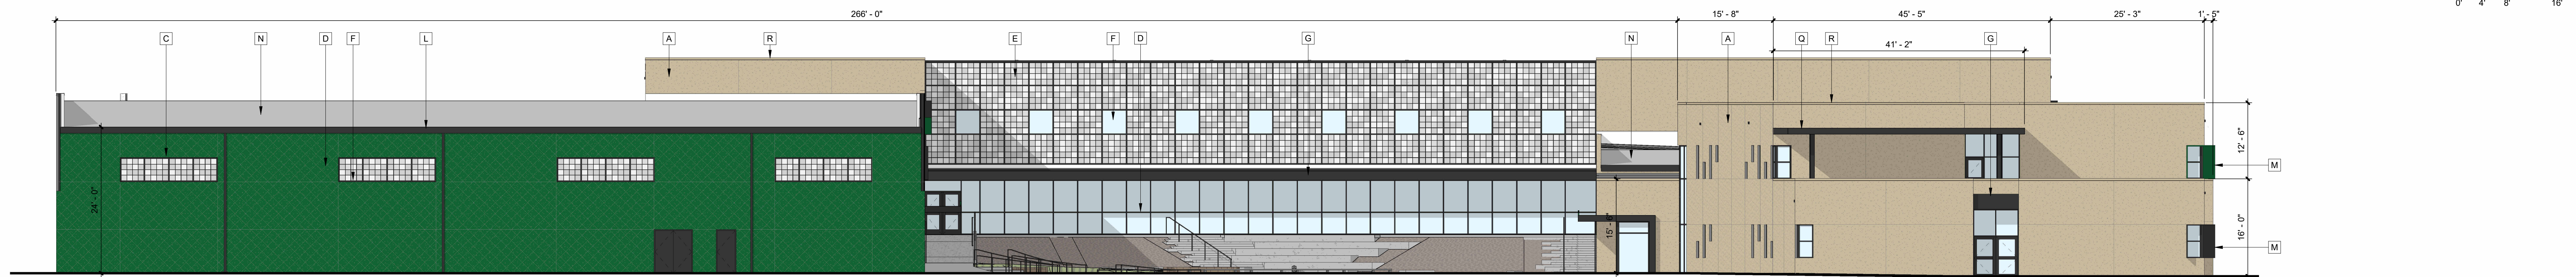 0' 4' 8' 16'
266' - 0" 15' - 8" 45' - 5" 25' - 3" 1' - 5"
C N D F L A R E F D G N A Q R G
41' - 2"
24' - 0"
15' - 6"
12' - 6"
16' - 0"
M
M